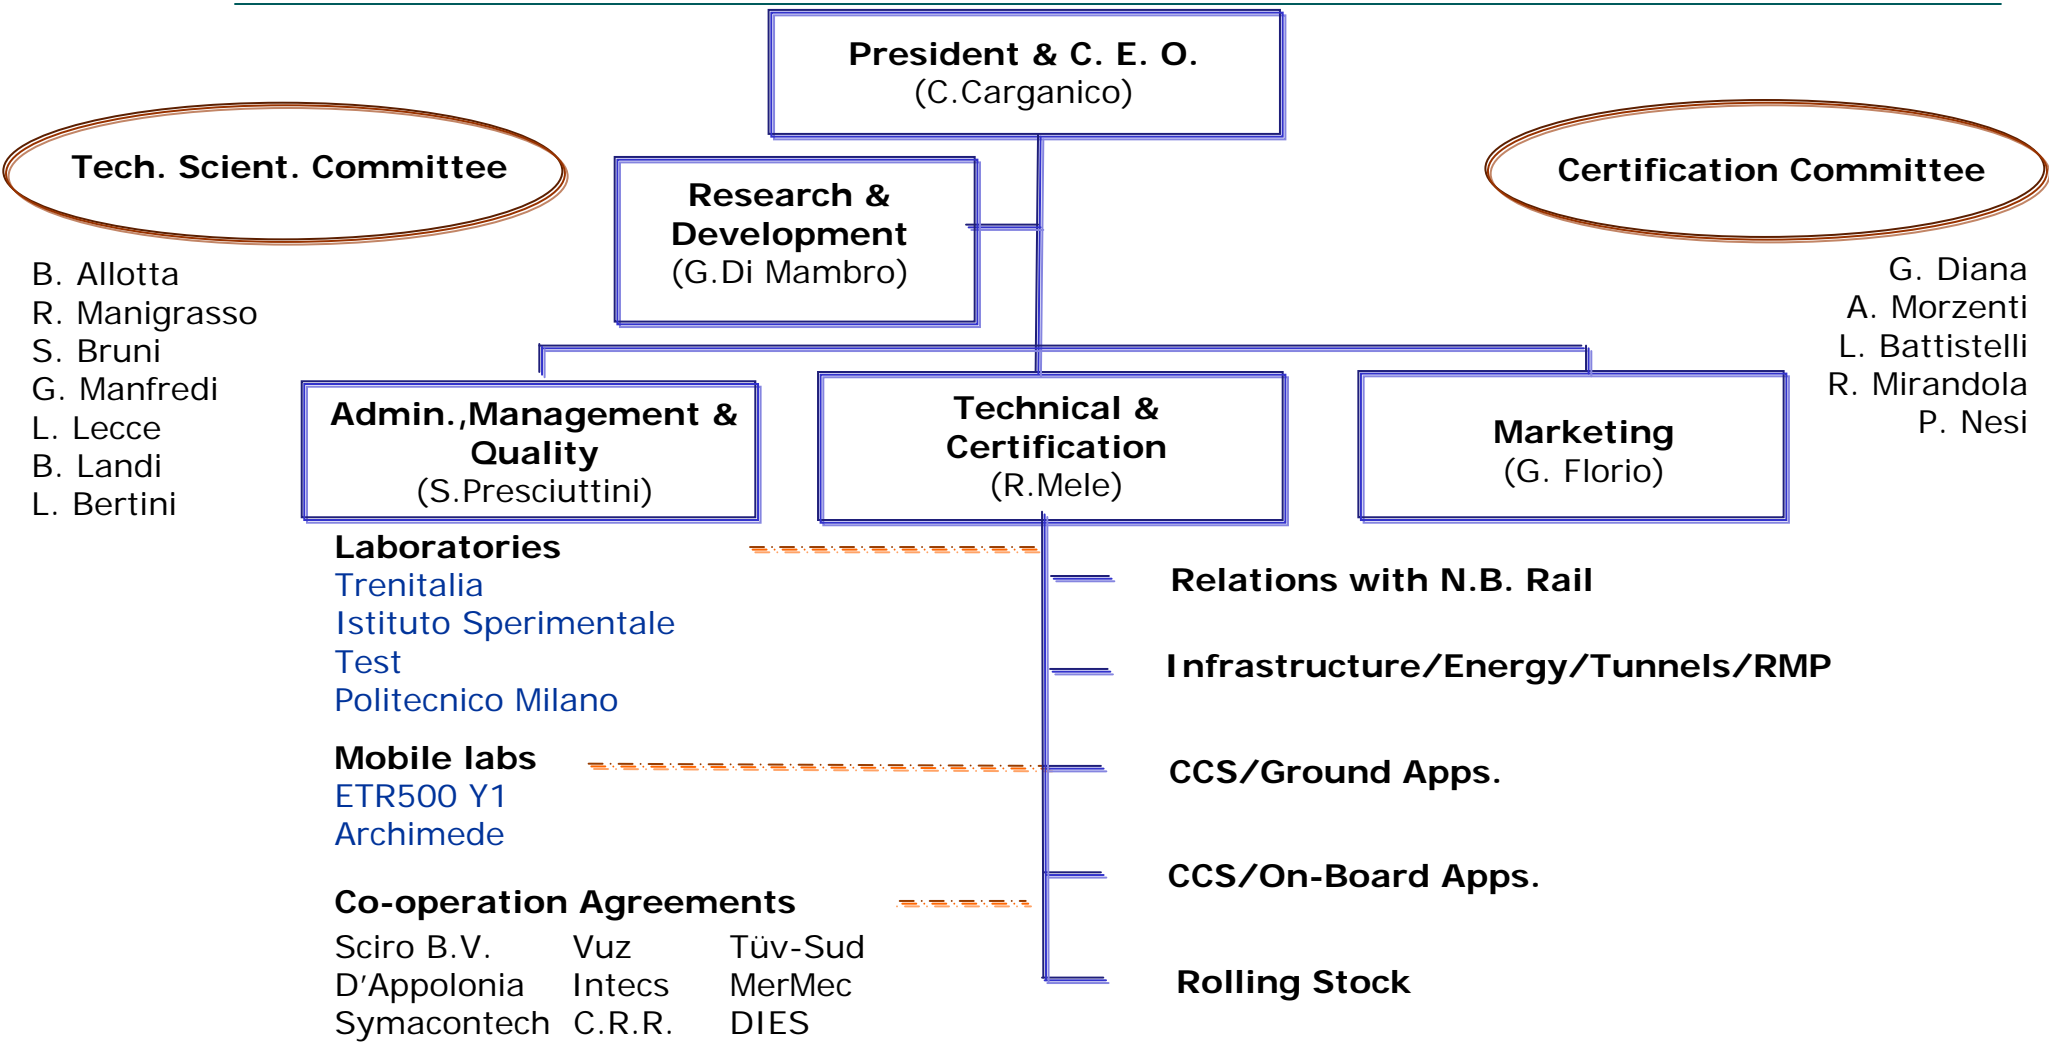 President & C. E. O.
(C.Carganico)
Tech. Scient. Committee
Certification Committee
Research &
Development
(G.Di Mambro)
B. Allotta
R. Manigrasso
S. Bruni
G. Manfredi
L. Lecce
B. Landi
L. Bertini
G. Diana
A. Morzenti
L. Battistelli
R. Mirandola
P. Nesi
Admin.,Management &
Quality
(S.Presciuttini)
Technical &
Certification
(R.Mele)
Marketing
(G. Florio)
Laboratories
Trenitalia
Istituto Sperimentale
Test
Politecnico Milano
Mobile labs
ETR500 Y1
Archimede
Co-operation Agreements
Sciro B.V. Vuz Tüv-Sud
D'Appolonia Intecs MerMec
Symacontech C.R.R. DIES
Relations with N.B. Rail
Infrastructure/Energy/Tunnels/RMP
CCS/Ground Apps.
CCS/On-Board Apps.
Rolling Stock